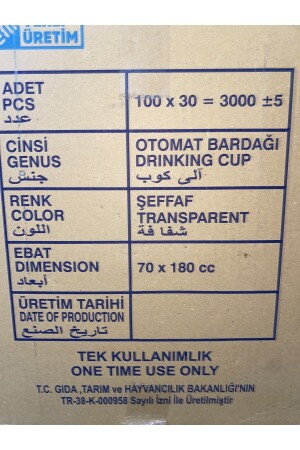 ÜRETİM
ADET
PCS
عدد
100 x 30 = 3000 ±5
CİNSİ
GENUS
جنس
OTOMAT BARDAĞI
DRINKING CUP
آلی کوب
RENK
COLOR
اللون
ŞEFFAF
TRANSPARENT
شفافة
EBAT
DIMENSION
أبعاد
70 x 180 cc
ÜRETİM TARİHİ
DATE OF PRODUCTION
تاريخ الصنع
TEK KULLANIMLIK
ONE TIME USE ONLY
T.C. GIDA ,TARIM ve HAYVANCILIK BAKANLIĞI'NIN
TR-38-K-000958 Sayılı İzni İle Üretilmiştir